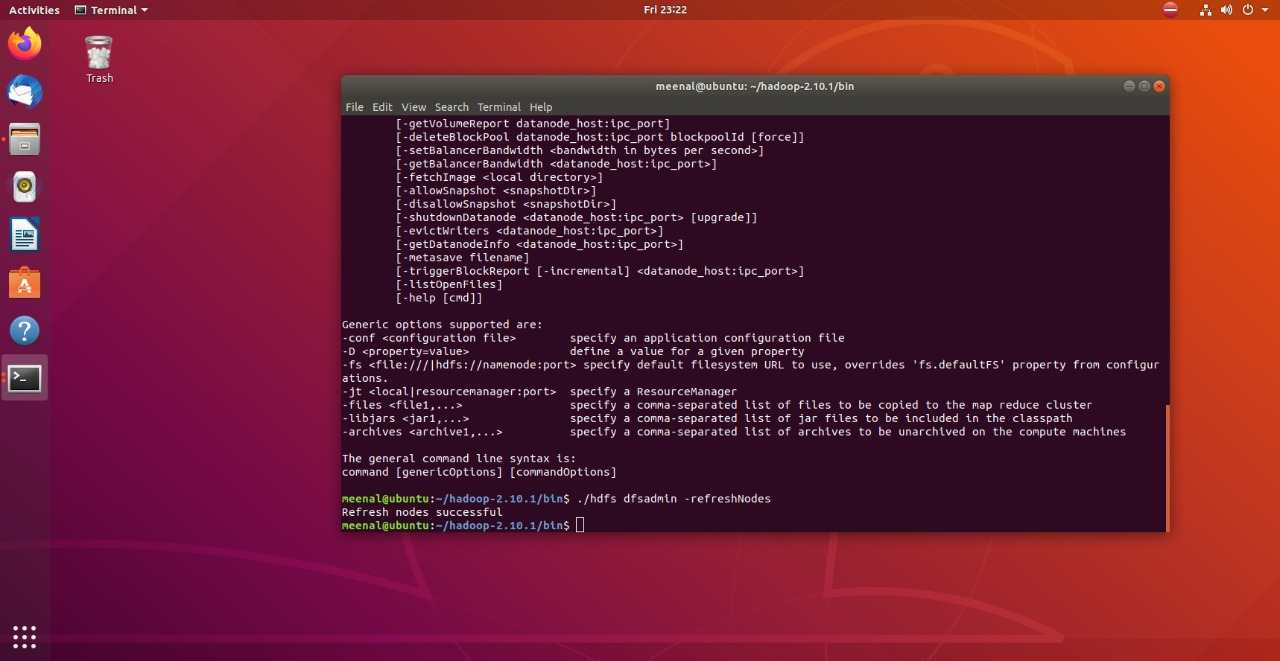 Activities Terminal Fri 23:22
Trash
meenal@ubuntu: ~/hadoop-2.10.1/bin
File Edit View Search Terminal Help
[-getVolumeReport datanode_host:ipc_port]
[-deleteBlockPool datanode_host:ipc_port blockpoolId [force]]
[-setBalancerBandwidth <bandwidth in bytes per second>]
[-getBalancerBandwidth <datanode_host:ipc_port>]
[-fetchImage <local directory>]
[-allowSnapshot <snapshotDir>]
[-disallowSnapshot <snapshotDir>]
[-shutdownDatanode <datanode_host:ipc_port> [upgrade]]
[-evictWriters <datanode_host:ipc_port>]
[-getDatanodeInfo <datanode_host:ipc_port>]
[-metasave filename]
[-triggerBlockReport [-incremental] <datanode_host:ipc_port>]
[-listOpenFiles]
[-help [cmd]]
Generic options supported are:
-conf <configuration file> specify an application configuration file
-D <property=value> define a value for a given property
-fs <file:///|hdfs://namenode:port> specify default filesystem URL to use, overrides 'fs.defaultFS' property from configur
ations.
-jt <local|resourcemanager:port> specify a ResourceManager
-files <file1,...> specify a comma-separated list of files to be copied to the map reduce cluster
-libjars <jar1,...> specify a comma-separated list of jar files to be included in the classpath
-archives <archive1,...> specify a comma-separated list of archives to be unarchived on the compute machines
The general command line syntax is:
command [genericOptions] [commandOptions]
meenal@ubuntu:~/hadoop-2.10.1/bin$ ./hdfs dfsadmin -refreshNodes
Refresh nodes successful
meenal@ubuntu:~/hadoop-2.10.1/bin$